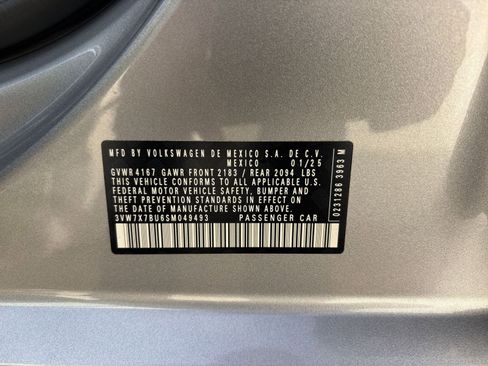 MFD BY VOLKSWAGEN DE MEXICO S.A. DE C.V.
MEXICO 01/25
GVWR 4167 GAWR FRONT 2183 / REAR 2094 LBS
THIS VEHICLE CONFORMS TO ALL APPLICABLE U.S.
FEDERAL MOTOR VEHICLE SAFETY, BUMPER AND
THEFT PREVENTION STANDARDS IN EFFECT ON
THE DATE OF MANUFACTURE SHOWN ABOVE
3VW7X7BU6SM049493 PASSENGER CAR
0231286 3963 M